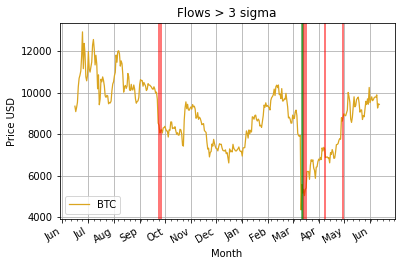 Flows > 3 sigma
Price USD
12000
10000
8000
6000
4000
BTC
Jun
Jul
Aug
Sep
Oct
Nov
Dec
Jan
Feb
Mar
Apr
May
Jun
Month